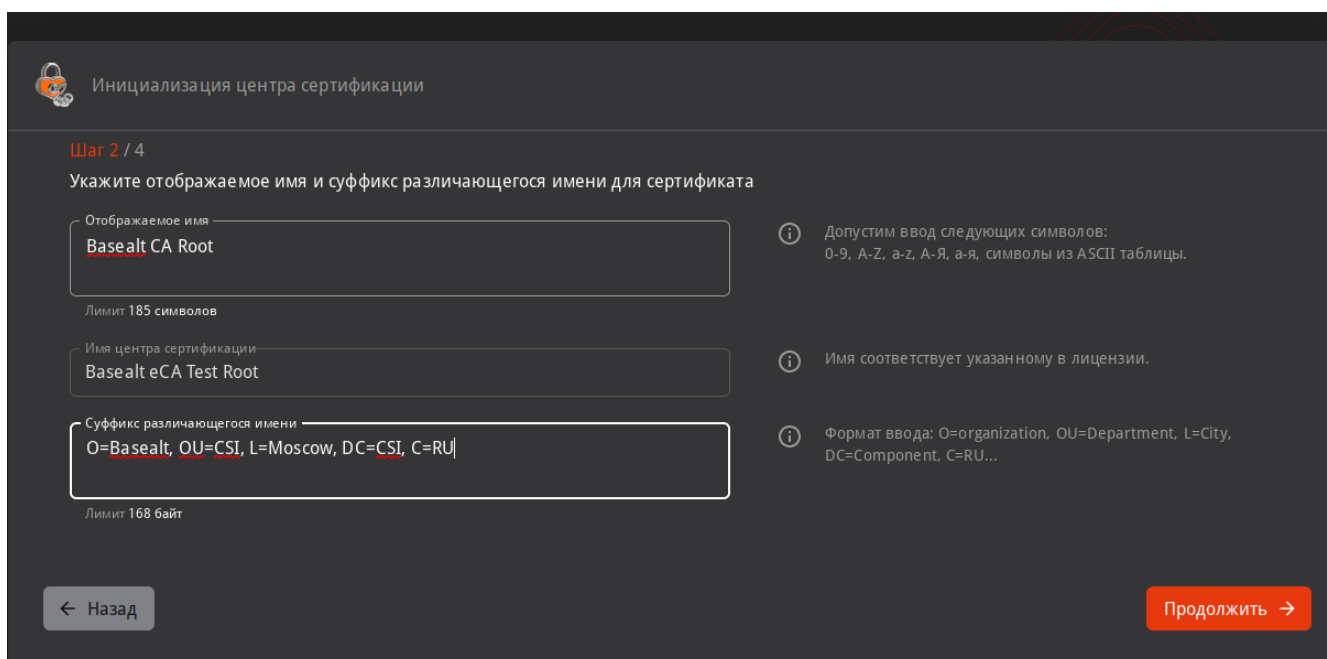 Инициализация центра сертификации
Шаг 2 / 4
Укажите отображаемое имя и суффикс различающегося имени для сертификата
Отображаемое имя
Basealt CA Root
Лимит 185 символов
Допустим ввод следующих символов:
0-9, A-Z, a-z, А-Я, а-я, символы из ASCII таблицы.
Имя центра сертификации
Basealt eCA Test Root
Имя соответствует указанному в лицензии.
Суффикс различающегося имени
O=Basealt, OU=CSI, L=Moscow, DC=CSI, C=RU
Лимит 168 байт
Формат ввода: O=organization, OU=Department, L=City,
DC=Component, C=RU...
← Назад
Продолжить →